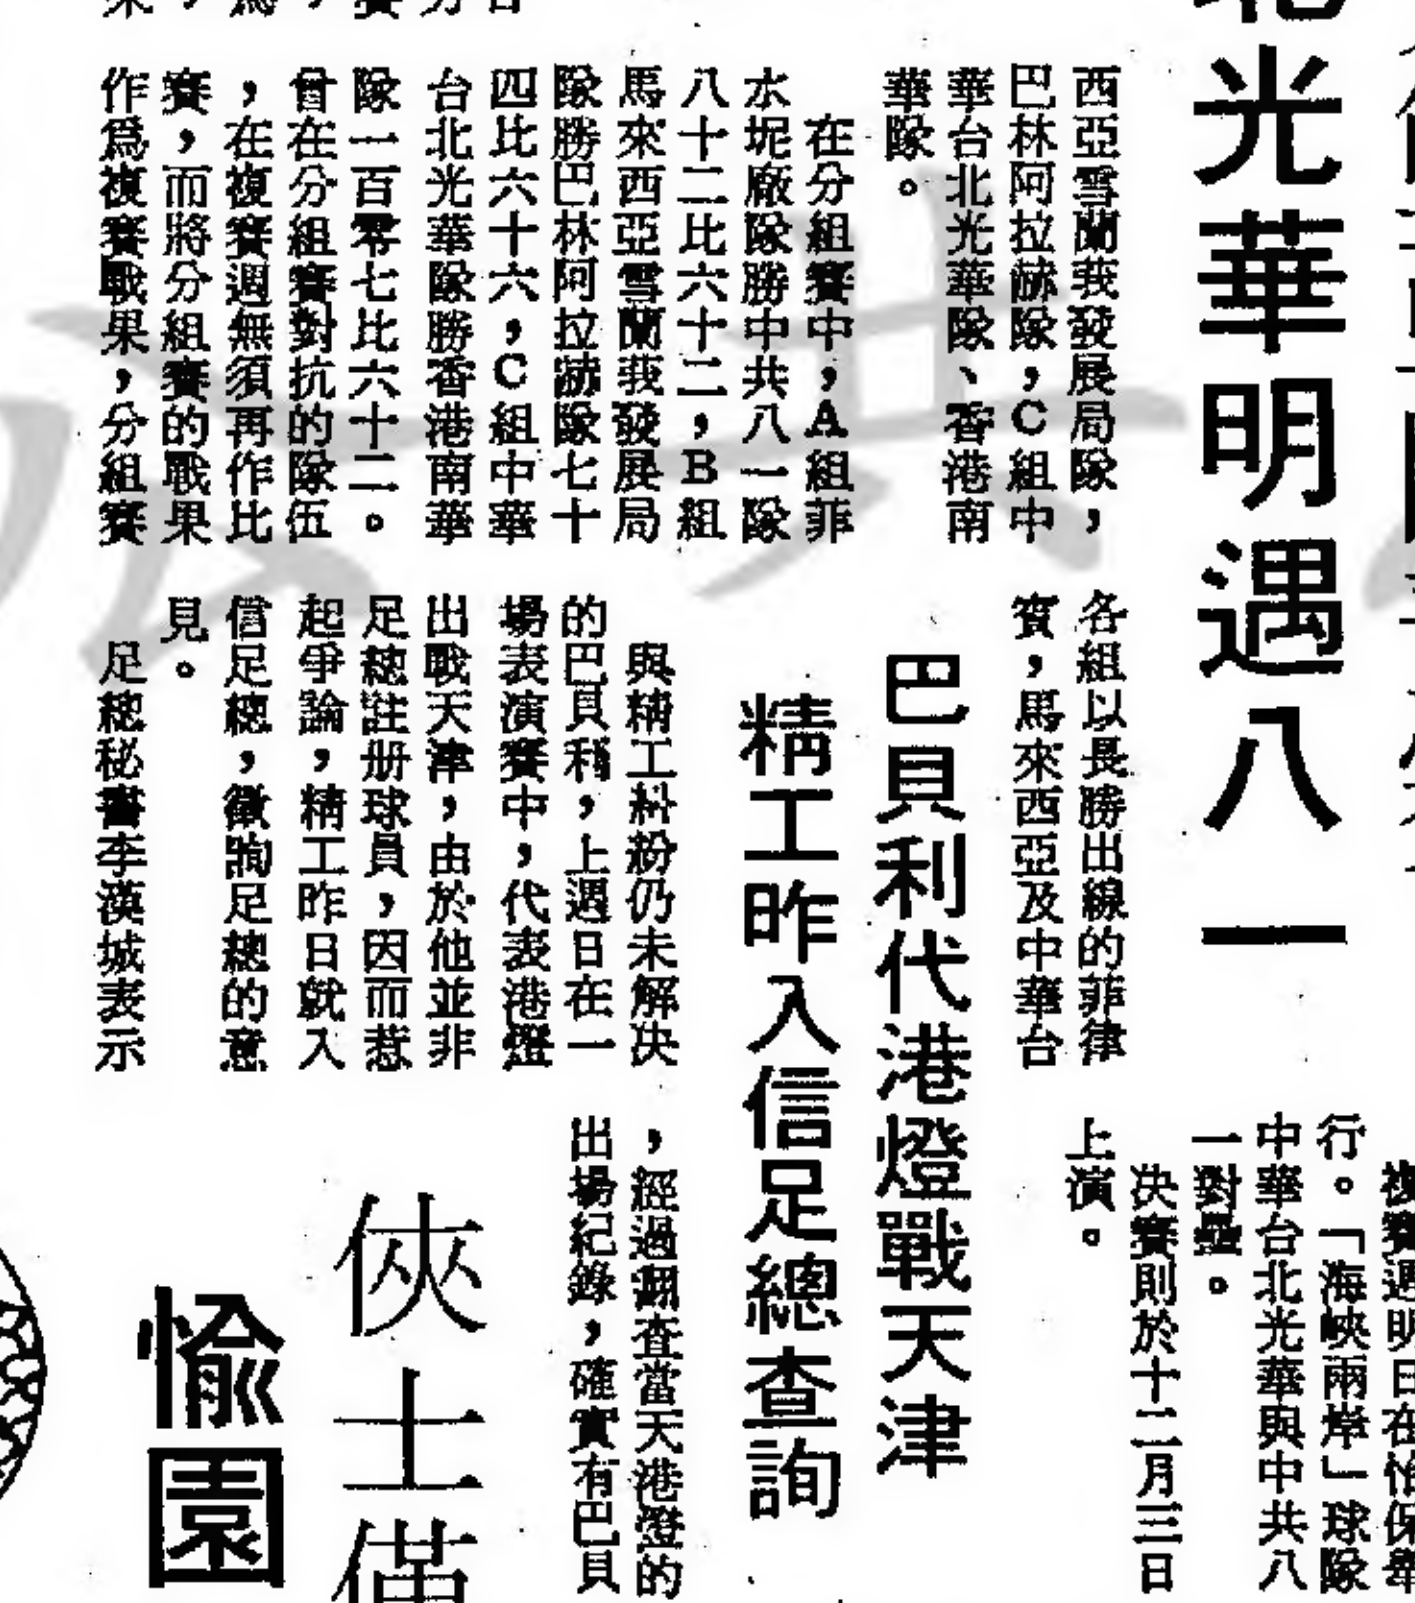 北光華明遇八一
西亞雪蘭莪發展局隊，
巴林阿拉赫隊，C組中
華台北光華隊、香港南
華隊。
在分組賽中，A組菲
水坭廠隊勝中共八一隊
八十二比六十二，B組
馬來西亞雪蘭莪發展局
隊勝巴林阿拉赫隊七十
四比六十六，C組中華
台北光華隊勝香港南華
隊一百零七比六十二。
曾在分組賽對抗的隊伍
，在複賽週無須再作比
賽，而將分組賽的戰果
作爲複賽戰果，分組賽
各組以長勝出線的菲律
賓，馬來西亞及中華台
複賽週明日在怡保舉
行。「海峽兩岸」球隊
中華台北光華與中共八
一對壘。
決賽則於十二月三日
上演。
巴貝利代港燈戰天津
精工昨入信足總查詢
與精工糾紛仍未解決
的巴貝利，上週日在一
場表演賽中，代表港燈
出戰天津，由於他並非
足總註册球員，因而惹
起爭論，精工昨日就入
信足總，徵詢足總的意
見。
足總秘書李漢城表示
，經過翻查當天港燈的
出場紀錄，確實有巴貝
俠士僅
愉園